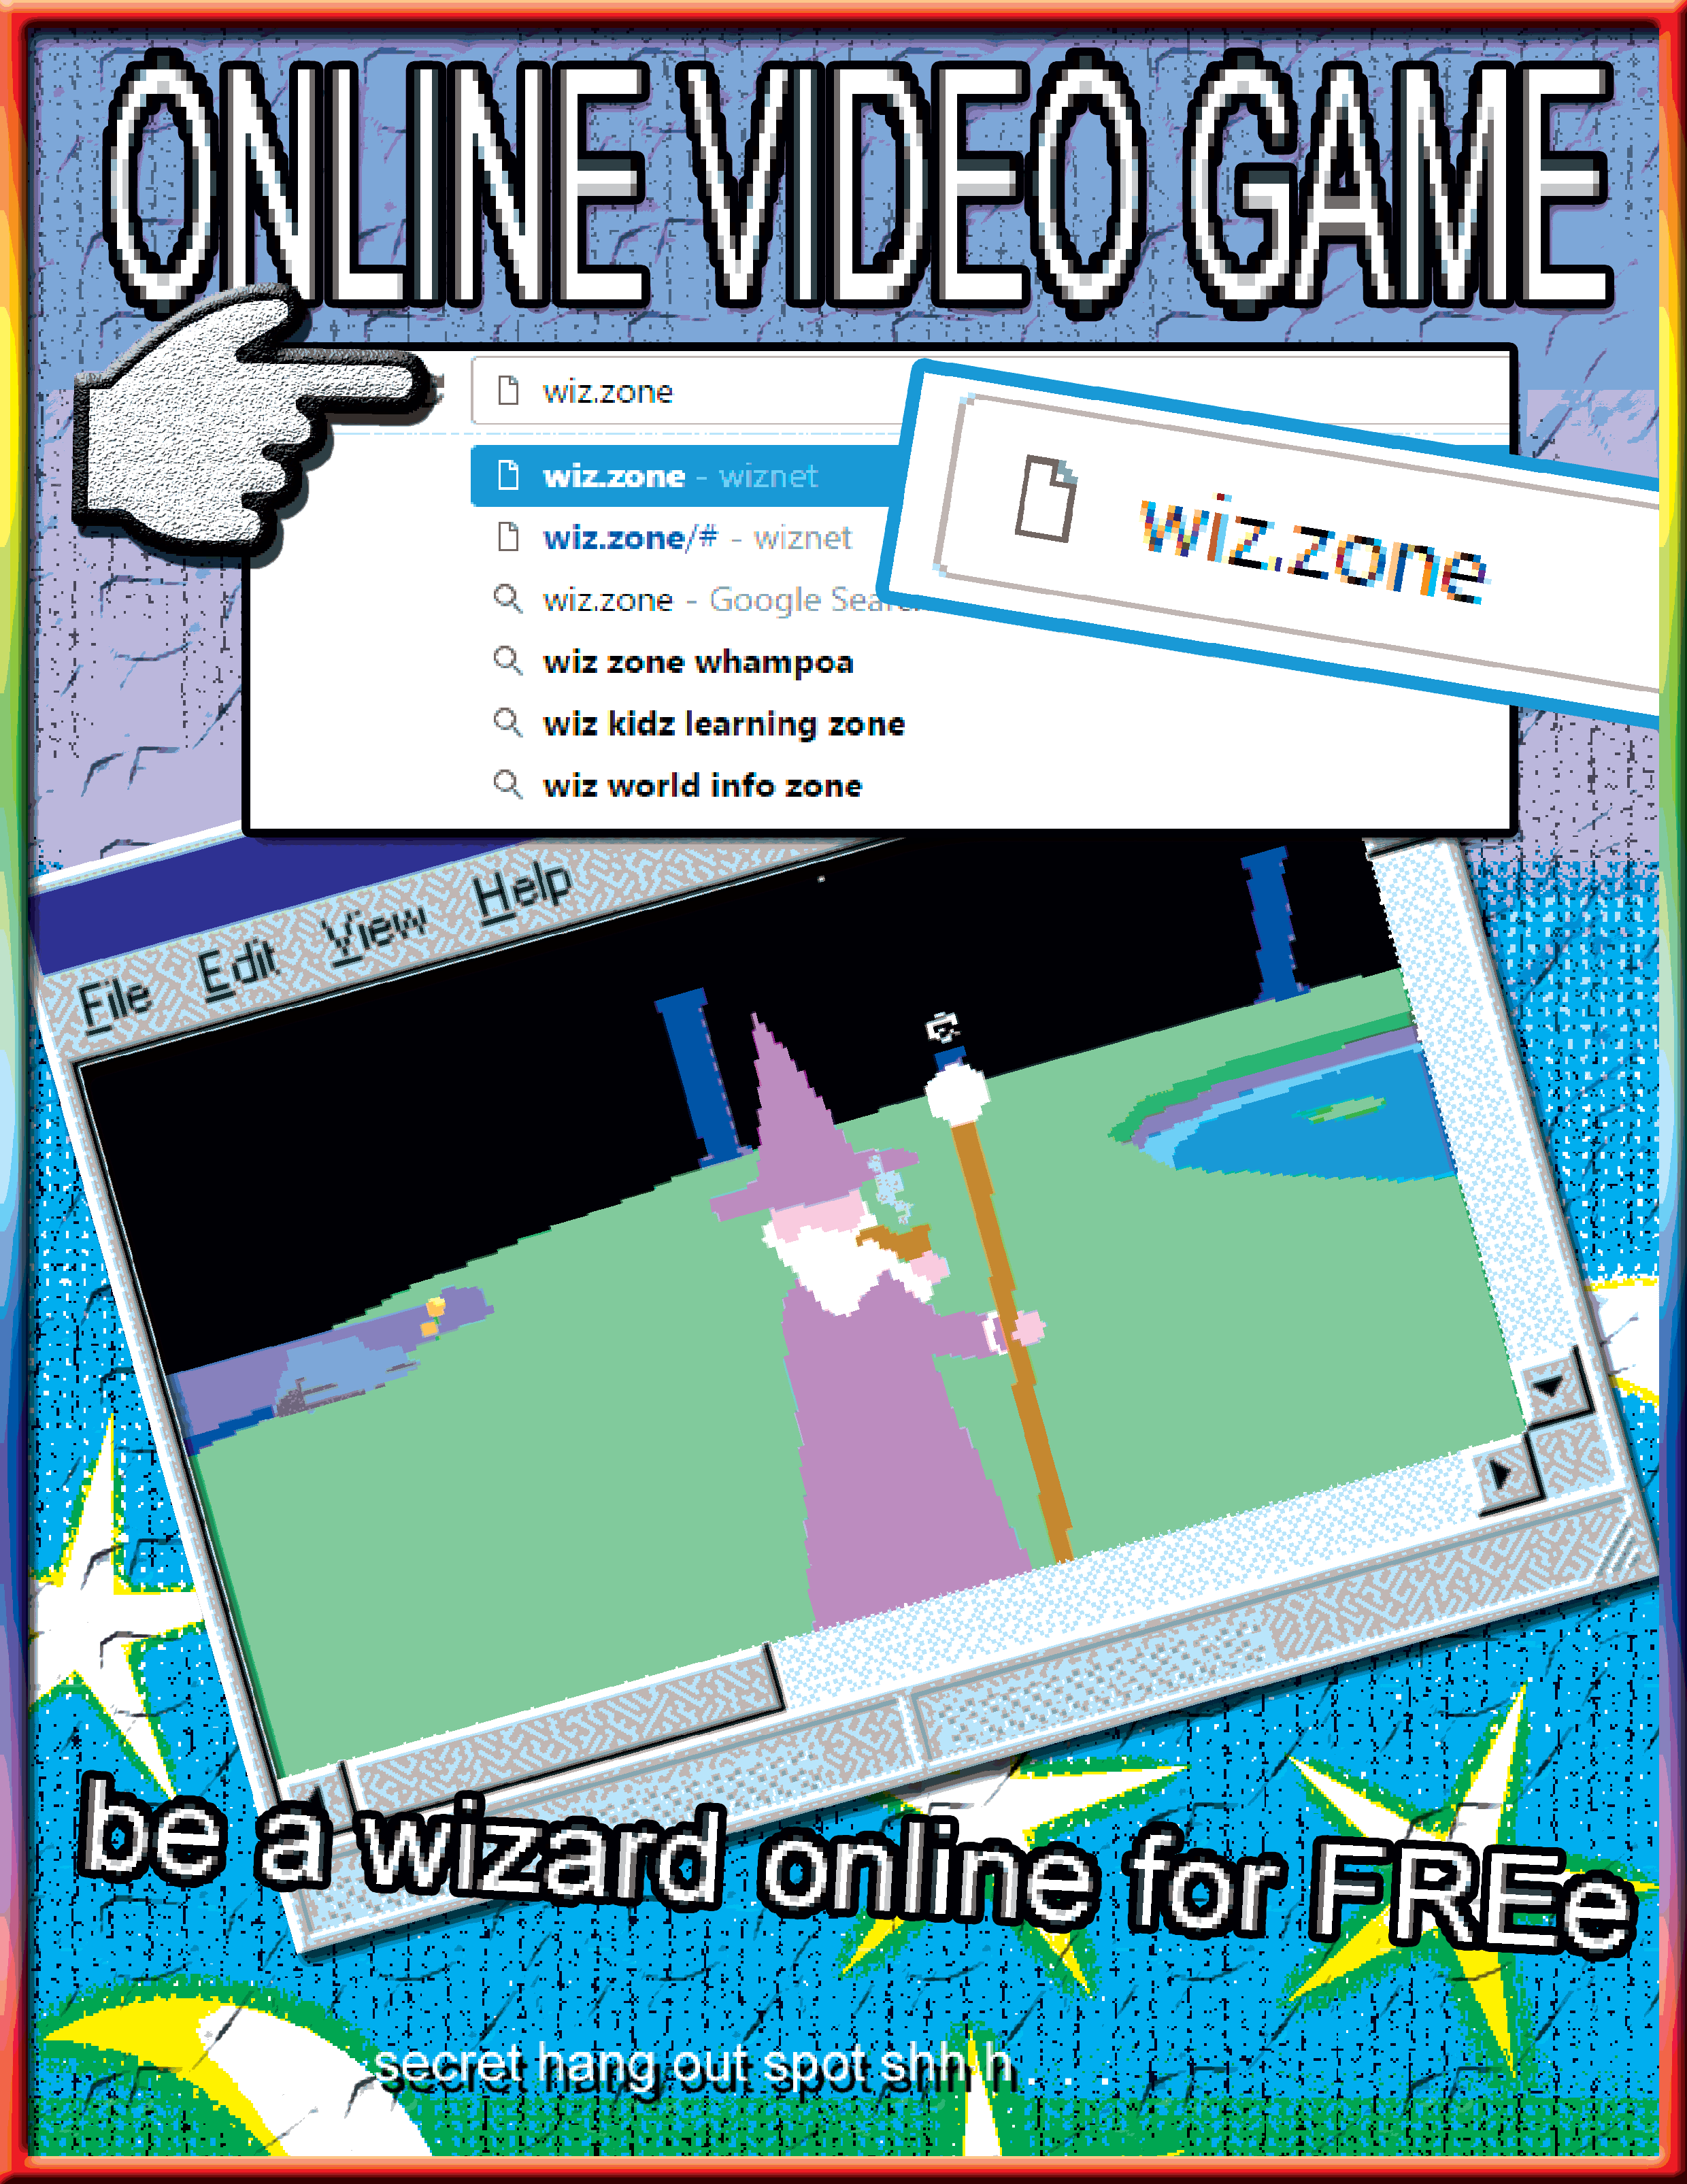 ONLINE VIDEO GAME
wiz.zone
wiz.zone - wiznet
wiz.zone/# - wiznet
wiz.zone - Google Sear
wiz zone whampoa
wiz kidz learning zone
wiz world info zone
wiz.zone
File Edit View Help
be a wizard online for FREe
secret hang out spot shh h . . .